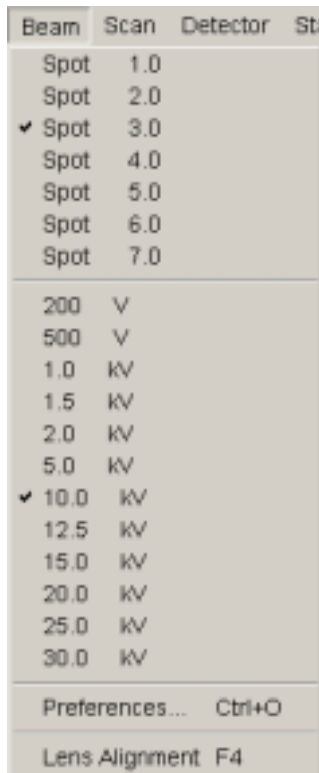 Beam Scan Detector St
Spot 1.0
Spot 2.0
✔ Spot 3.0
Spot 4.0
Spot 5.0
Spot 6.0
Spot 7.0
200 V
500 V
1.0 kV
1.5 kV
2.0 kV
5.0 kV
✔ 10.0 kV
12.5 kV
15.0 kV
20.0 kV
25.0 kV
30.0 kV
Preferences... Ctrl+O
Lens Alignment F4